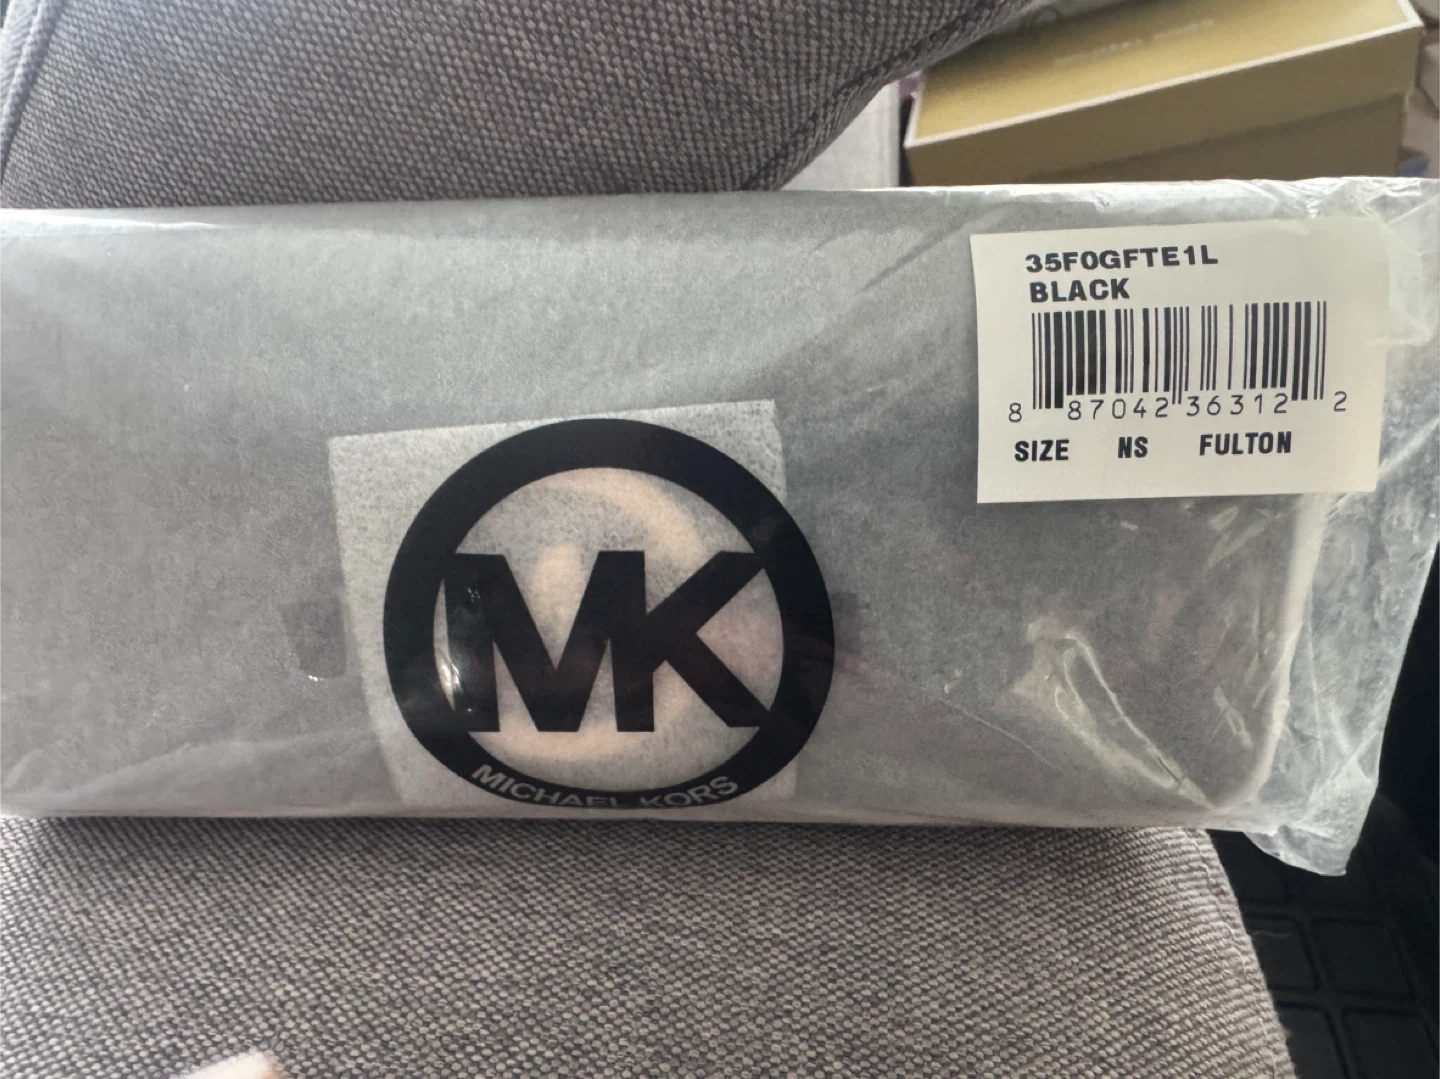 35F0GFTE1L
BLACK
8 87042 36312 2
SIZE NS FULTON
MK
MICHAEL KORS